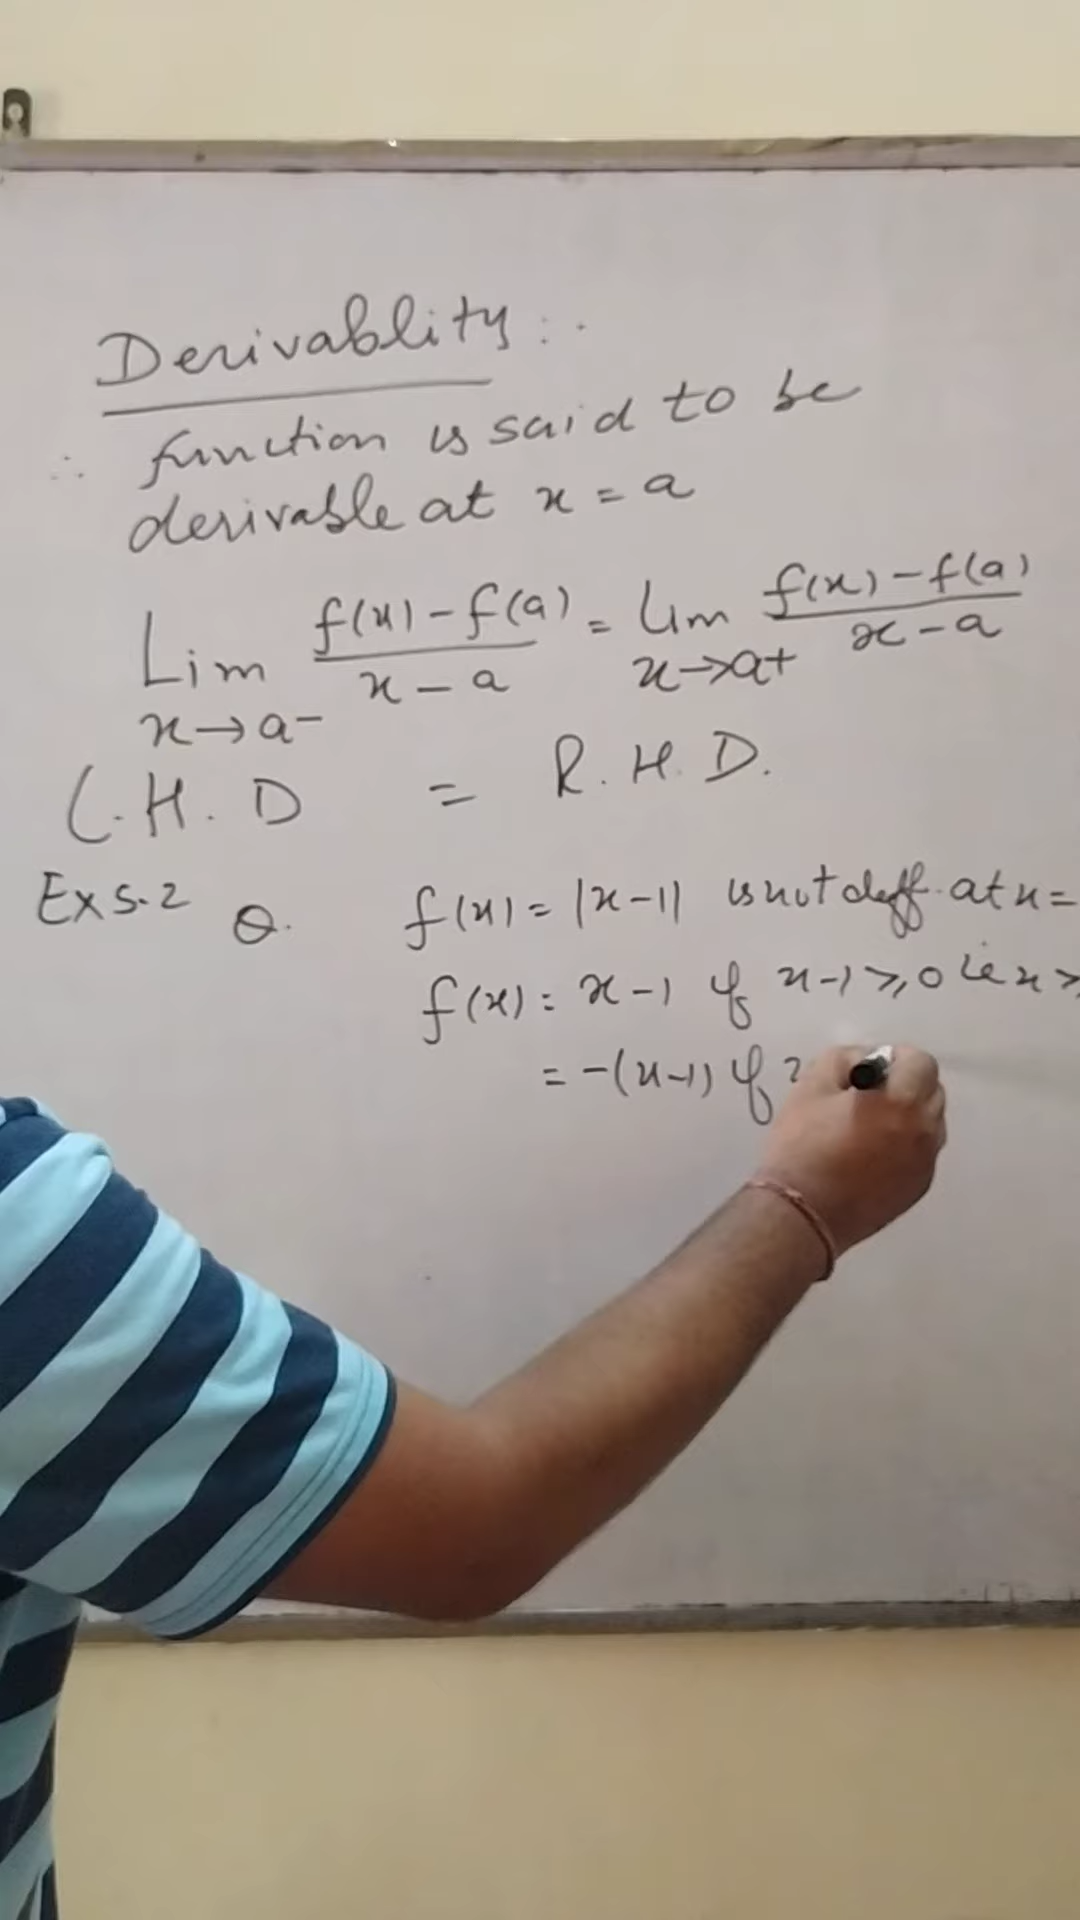 Derivablity :.
∴ function is said to be
derivable at x = a
Lim x→a- f(x)-f(a) / x-a = Lim x→a+ f(x)-f(a) / x-a
L.H.D = R.H.D.
Ex 5.2 Q. f(x) = |x-1| is not diff. at x =
f(x) = x-1 if x-1 ≥ 0 ie x ≥
= -(x-1) if